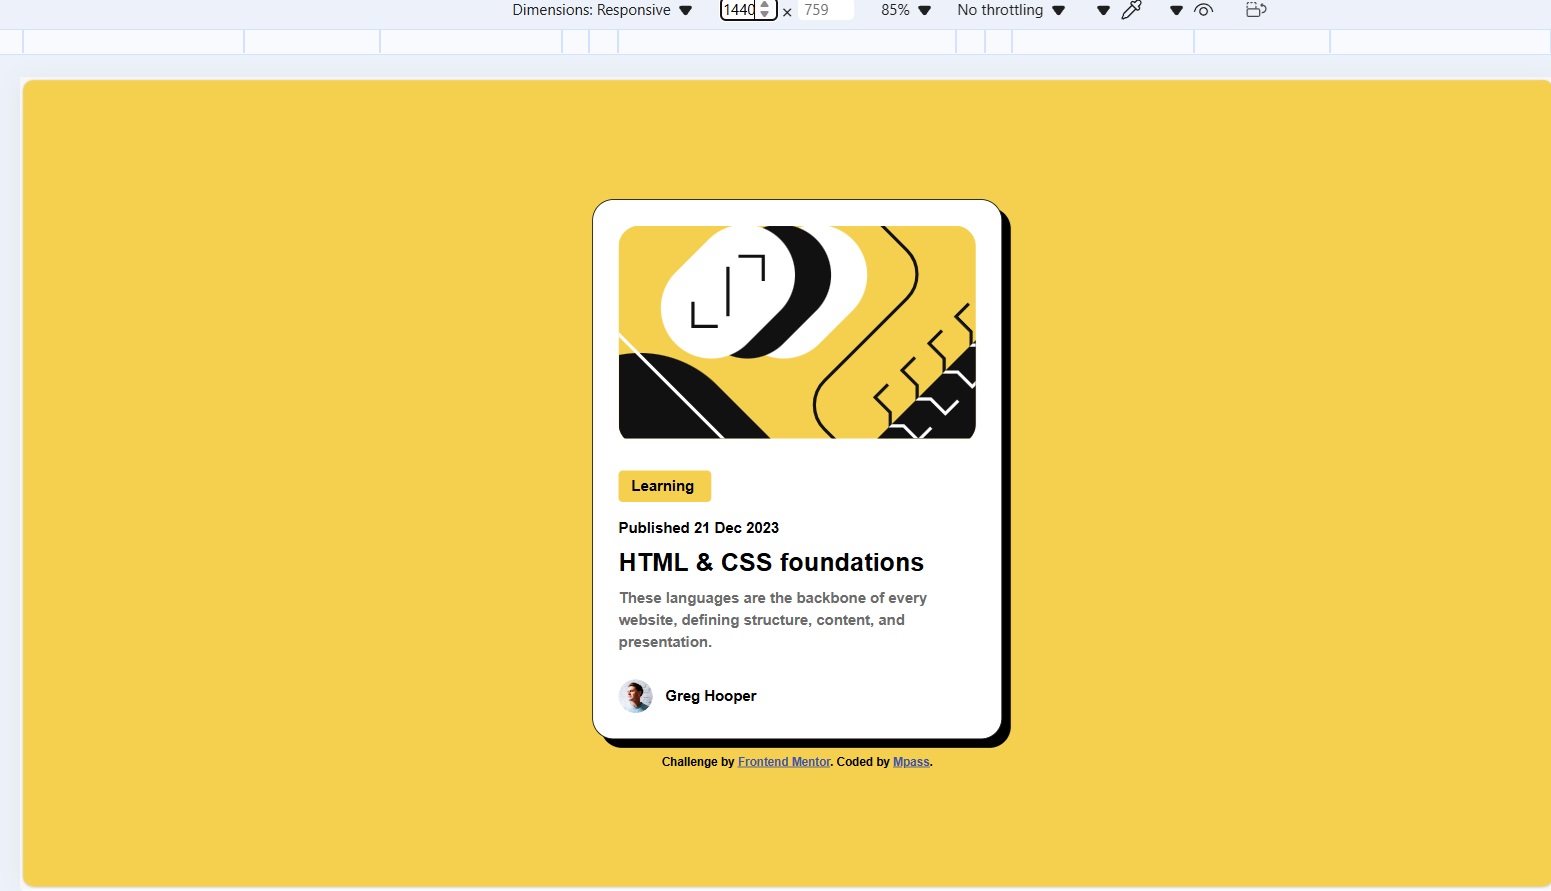 Dimensions: Responsive 1440 × 759 85% No throttling
Learning
Published 21 Dec 2023
HTML & CSS foundations
These languages are the backbone of every
website, defining structure, content, and
presentation.
Greg Hooper
Challenge by Frontend Mentor. Coded by Mpass.